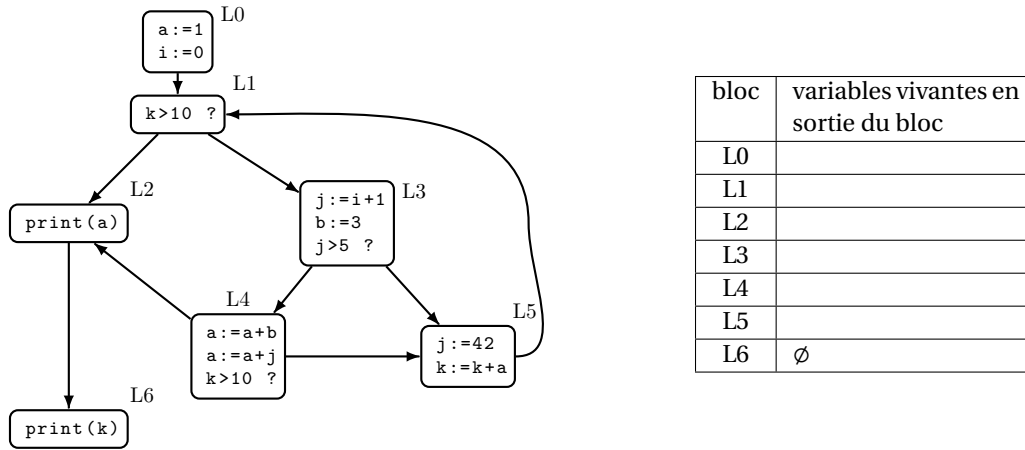 L0
a:=1
i:=0
L1
k>10 ?
L2
print(a)
L3
j:=i+1
b:=3
j>5 ?
L4
a:=a+b
a:=a+j
k>10 ?
L5
j:=42
k:=k+a
L6
print(k)
bloc variables vivantes en
sortie du bloc
L0
L1
L2
L3
L4
L5
L6 ∅